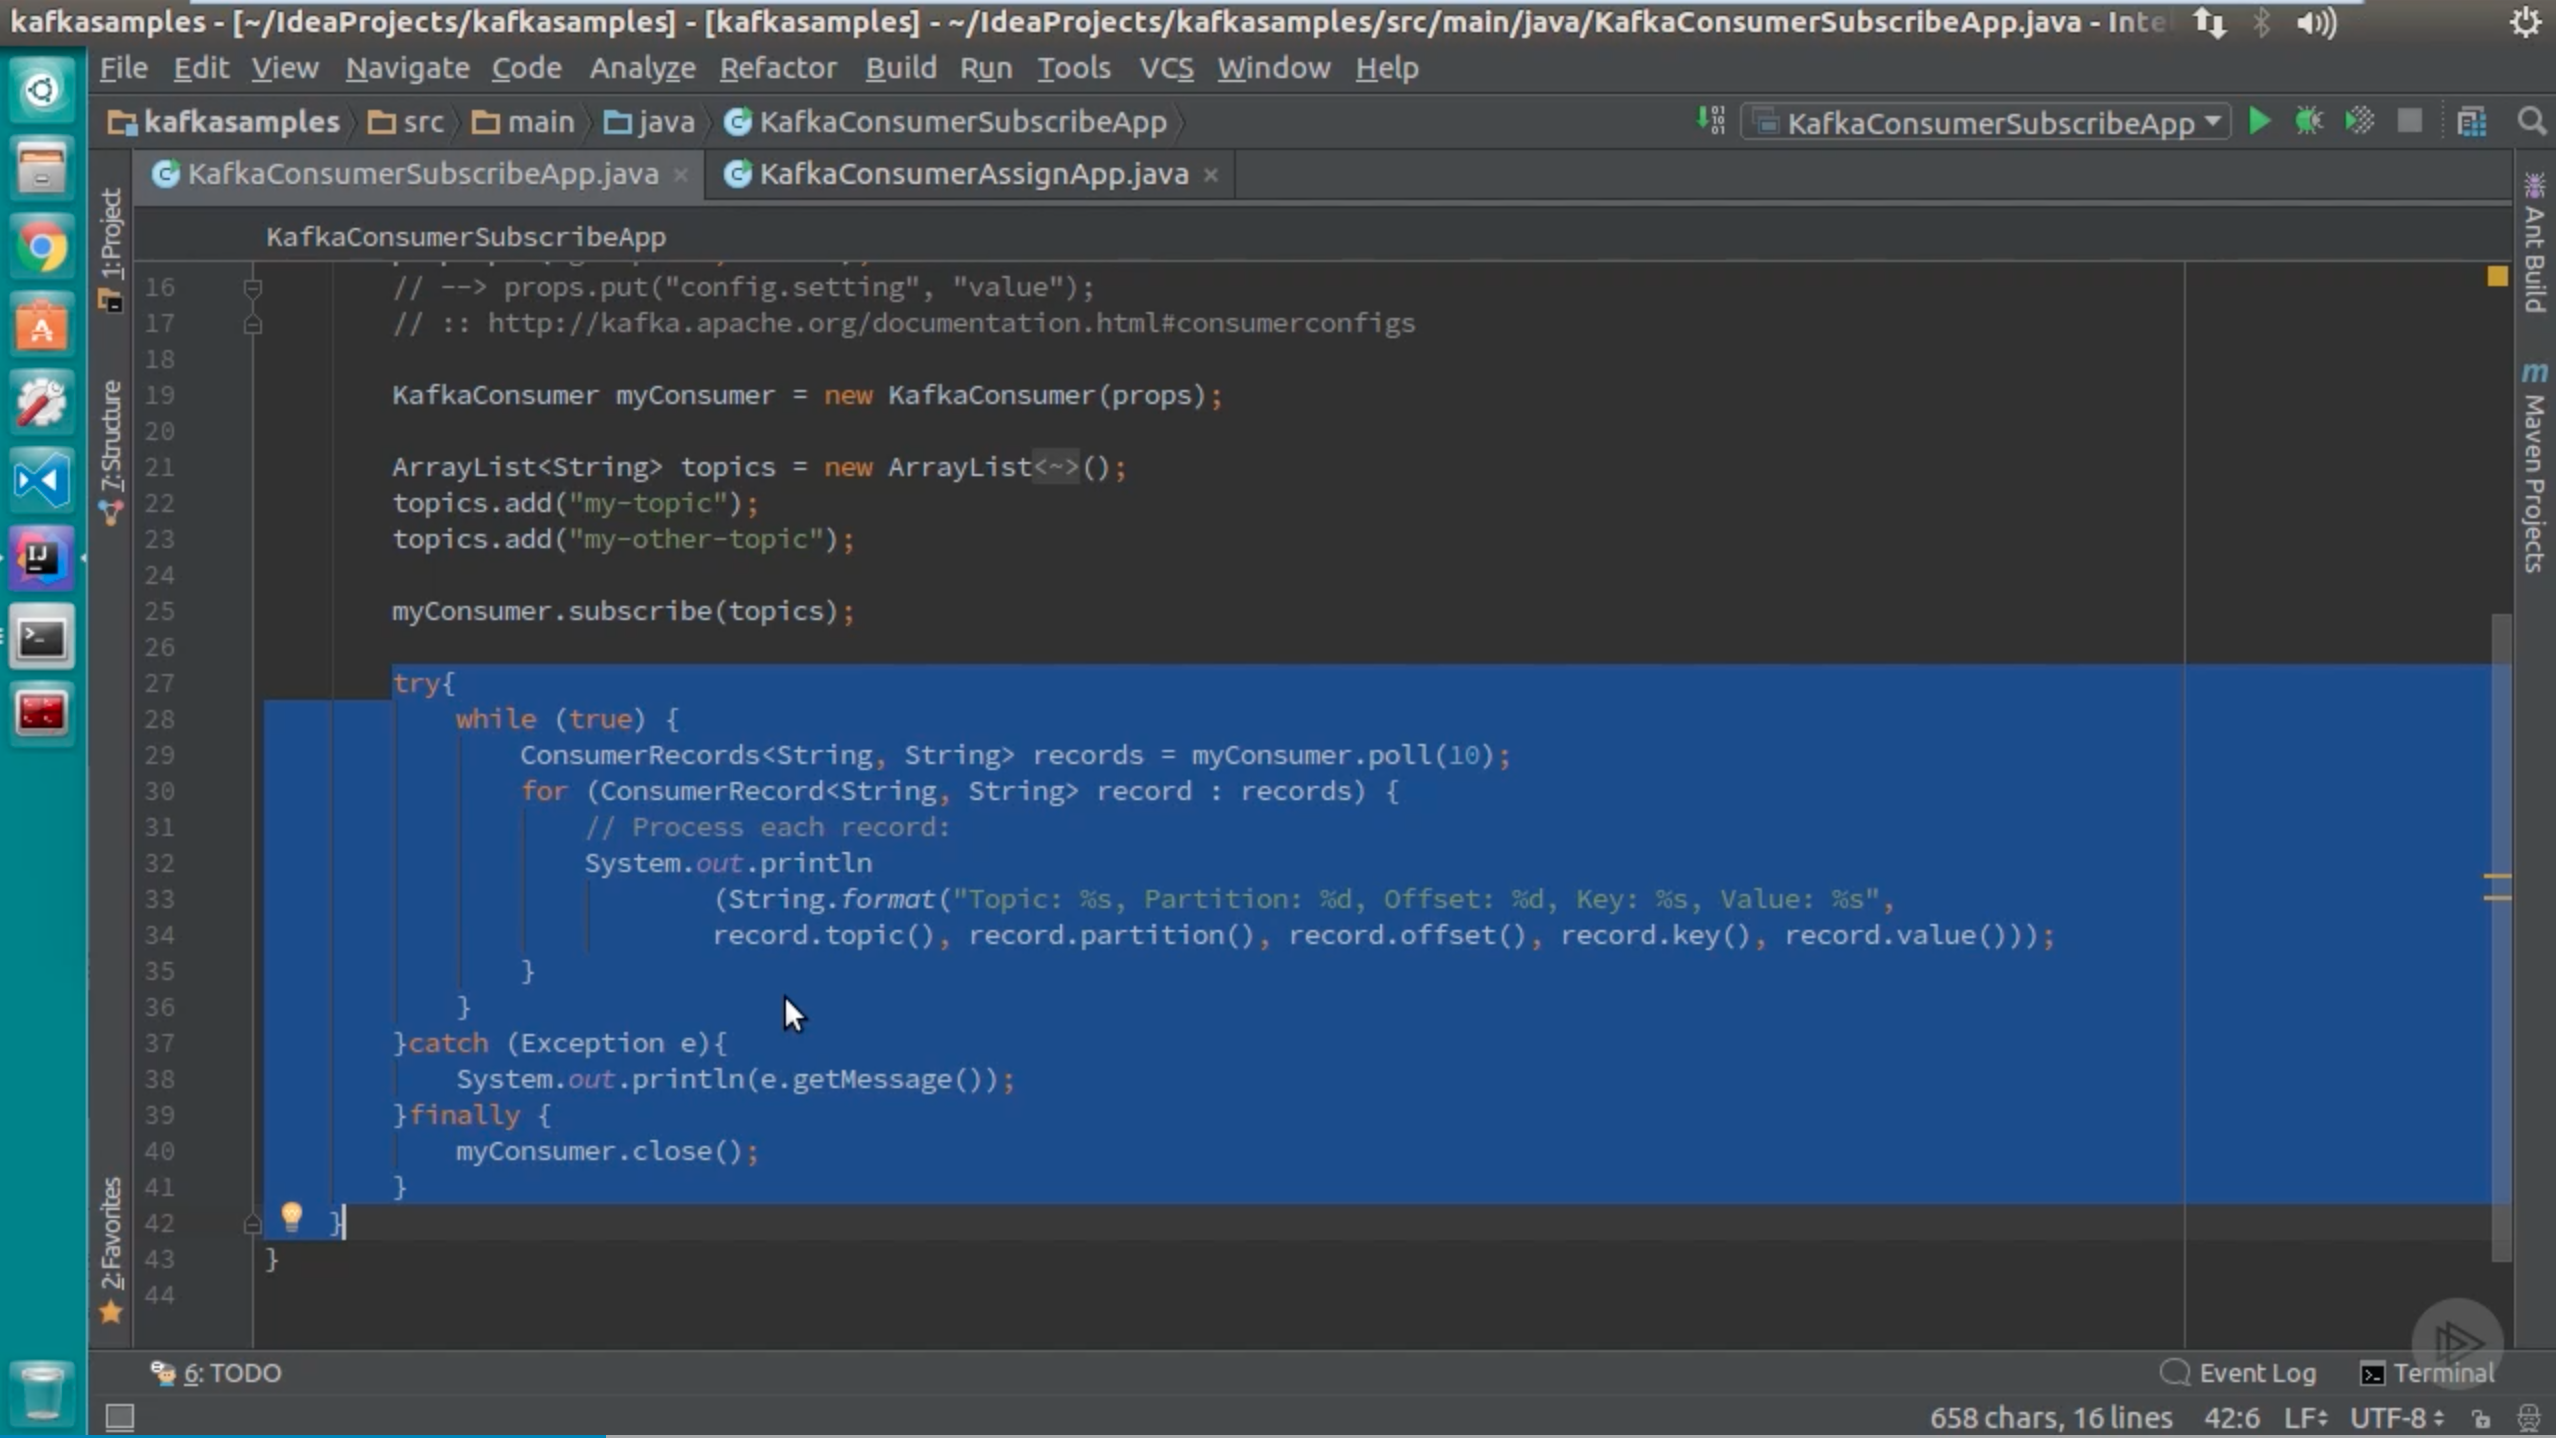 kafkasamples - [~/IdeaProjects/kafkasamples] - [kafkasamples] - ~/IdeaProjects/kafkasamples/src/main/java/KafkaConsumerSubscribeApp.java - Inte
File Edit View Navigate Code Analyze Refactor Build Run Tools VCS Window Help
kafkasamples src main java KafkaConsumerSubscribeApp
KafkaConsumerSubscribeApp
KafkaConsumerSubscribeApp.java KafkaConsumerAssignApp.java
KafkaConsumerSubscribeApp
16 // --> props.put("config.setting", "value");
17 // :: http://kafka.apache.org/documentation.html#consumerconfigs
18
19 KafkaConsumer myConsumer = new KafkaConsumer(props);
20
21 ArrayList<String> topics = new ArrayList<~>();
22 topics.add("my-topic");
23 topics.add("my-other-topic");
24
25 myConsumer.subscribe(topics);
26
27 try{
28 while (true) {
29 ConsumerRecords<String, String> records = myConsumer.poll(10);
30 for (ConsumerRecord<String, String> record : records) {
31 // Process each record:
32 System.out.println
33 (String.format("Topic: %s, Partition: %d, Offset: %d, Key: %s, Value: %s",
34 record.topic(), record.partition(), record.offset(), record.key(), record.value()));
35 }
36 }
37 }catch (Exception e){
38 System.out.println(e.getMessage());
39 }finally {
40 myConsumer.close();
41 }
42 }
43 }
44
1: Project
7: Structure
2: Favorites
Ant Build
m Maven Projects
6: TODO
Event Log
Terminal
658 chars, 16 lines 42:6 LF UTF-8